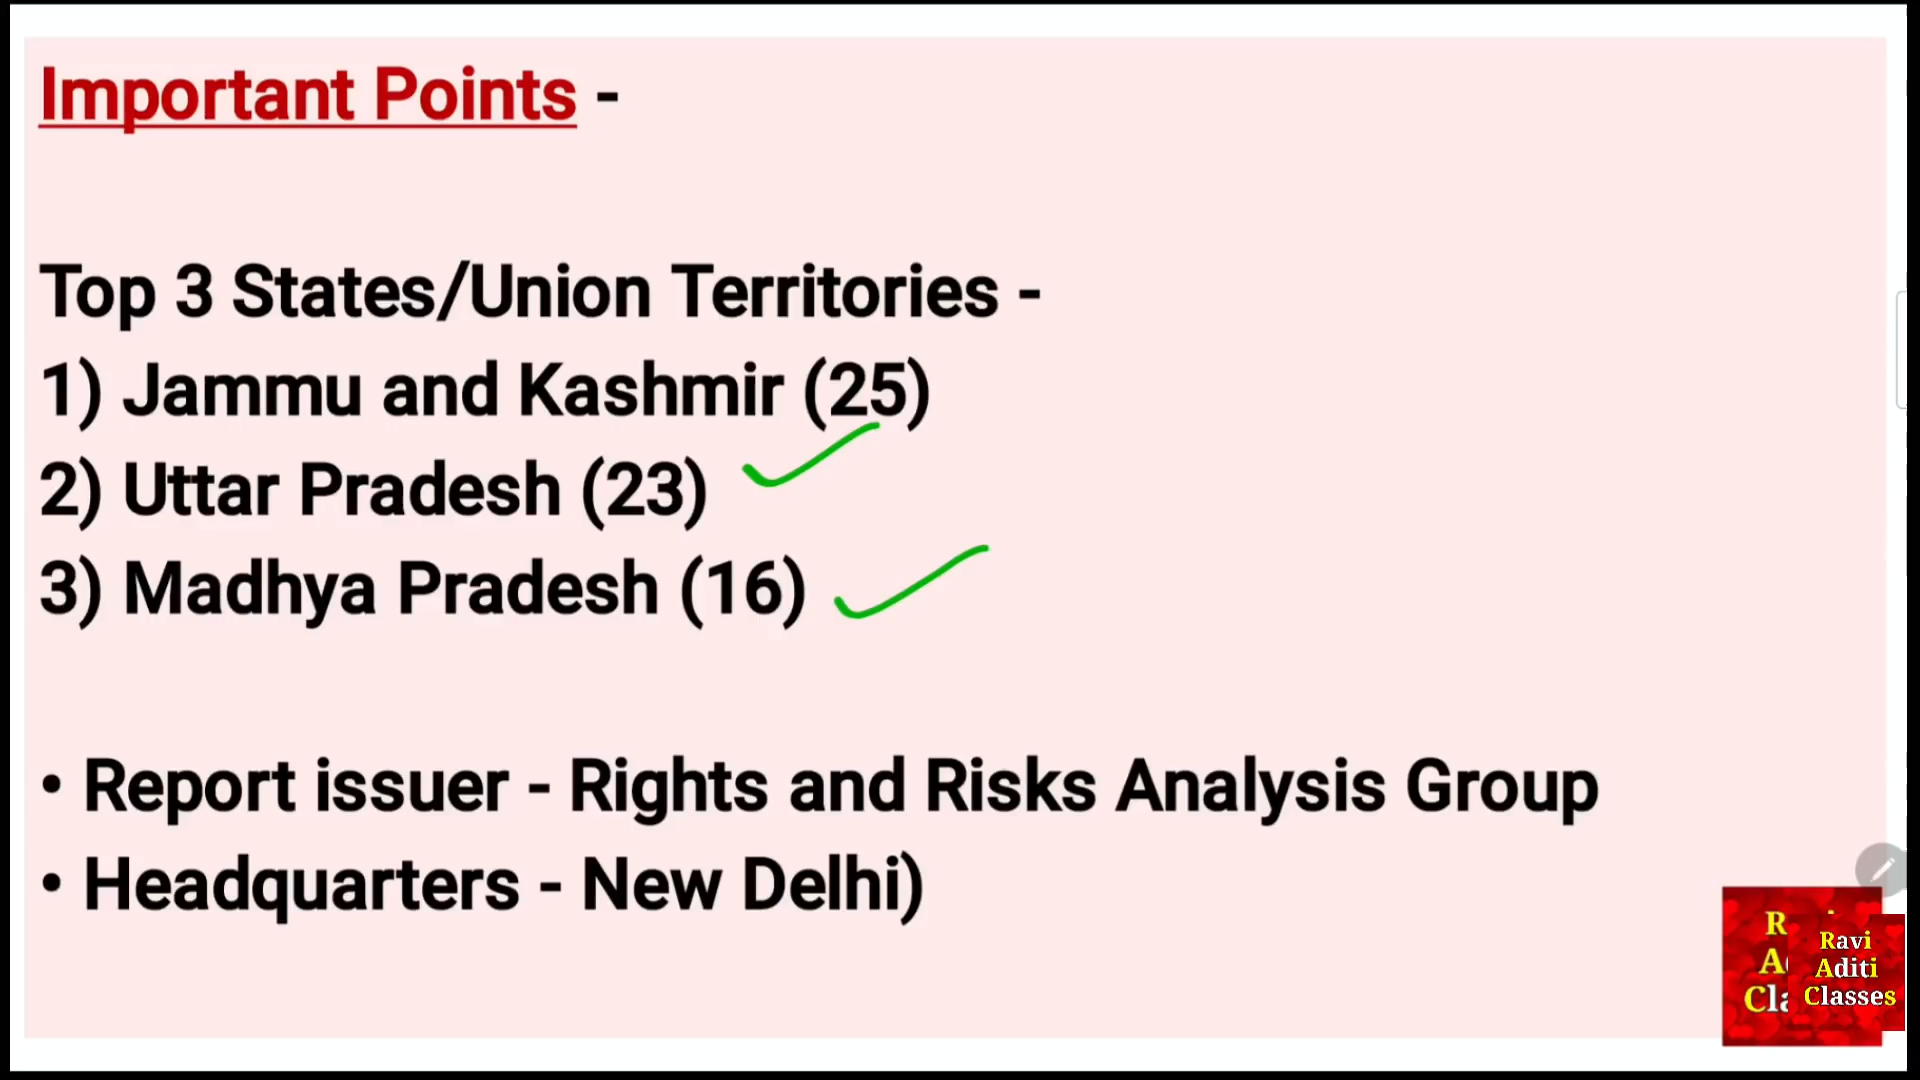 Important Points -
Top 3 States/Union Territories -
1) Jammu and Kashmir (25)
2) Uttar Pradesh (23)
3) Madhya Pradesh (16)
• Report issuer - Rights and Risks Analysis Group
• Headquarters - New Delhi)
Ravi
Aditi
Classes